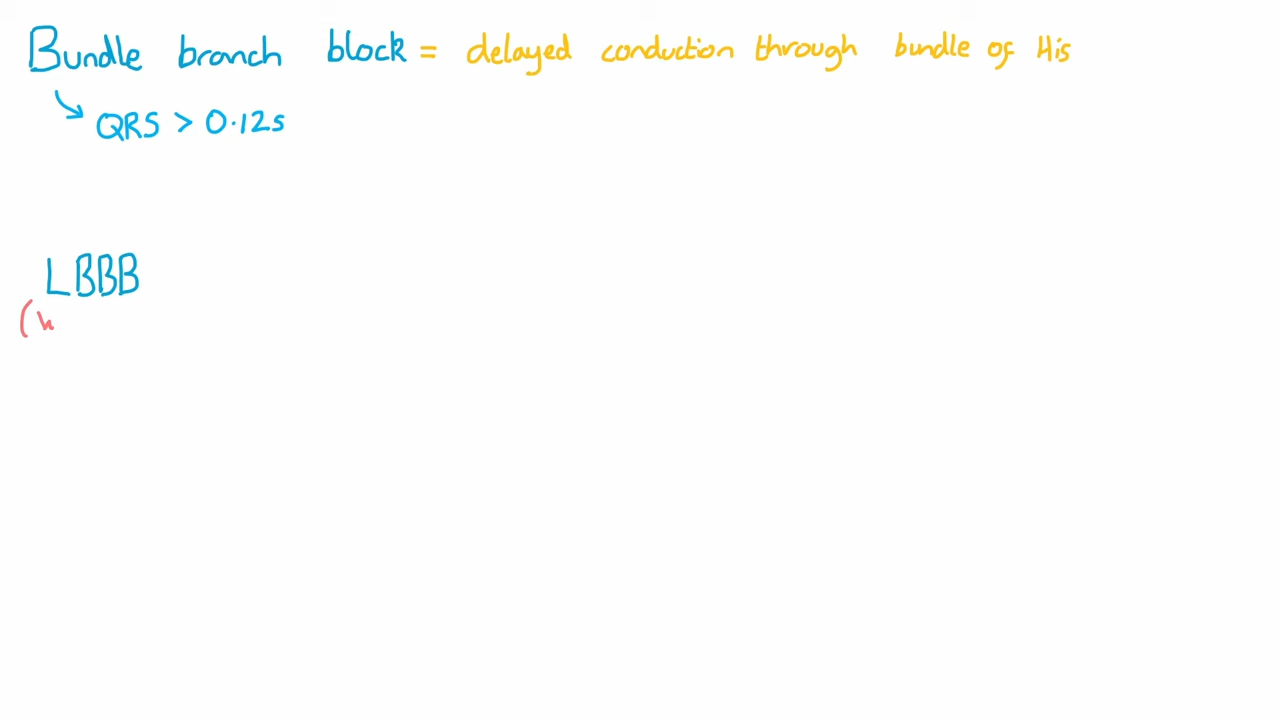 Bundle branch block = delayed conduction through bundle of His
QRS > 0.12s
LBBB